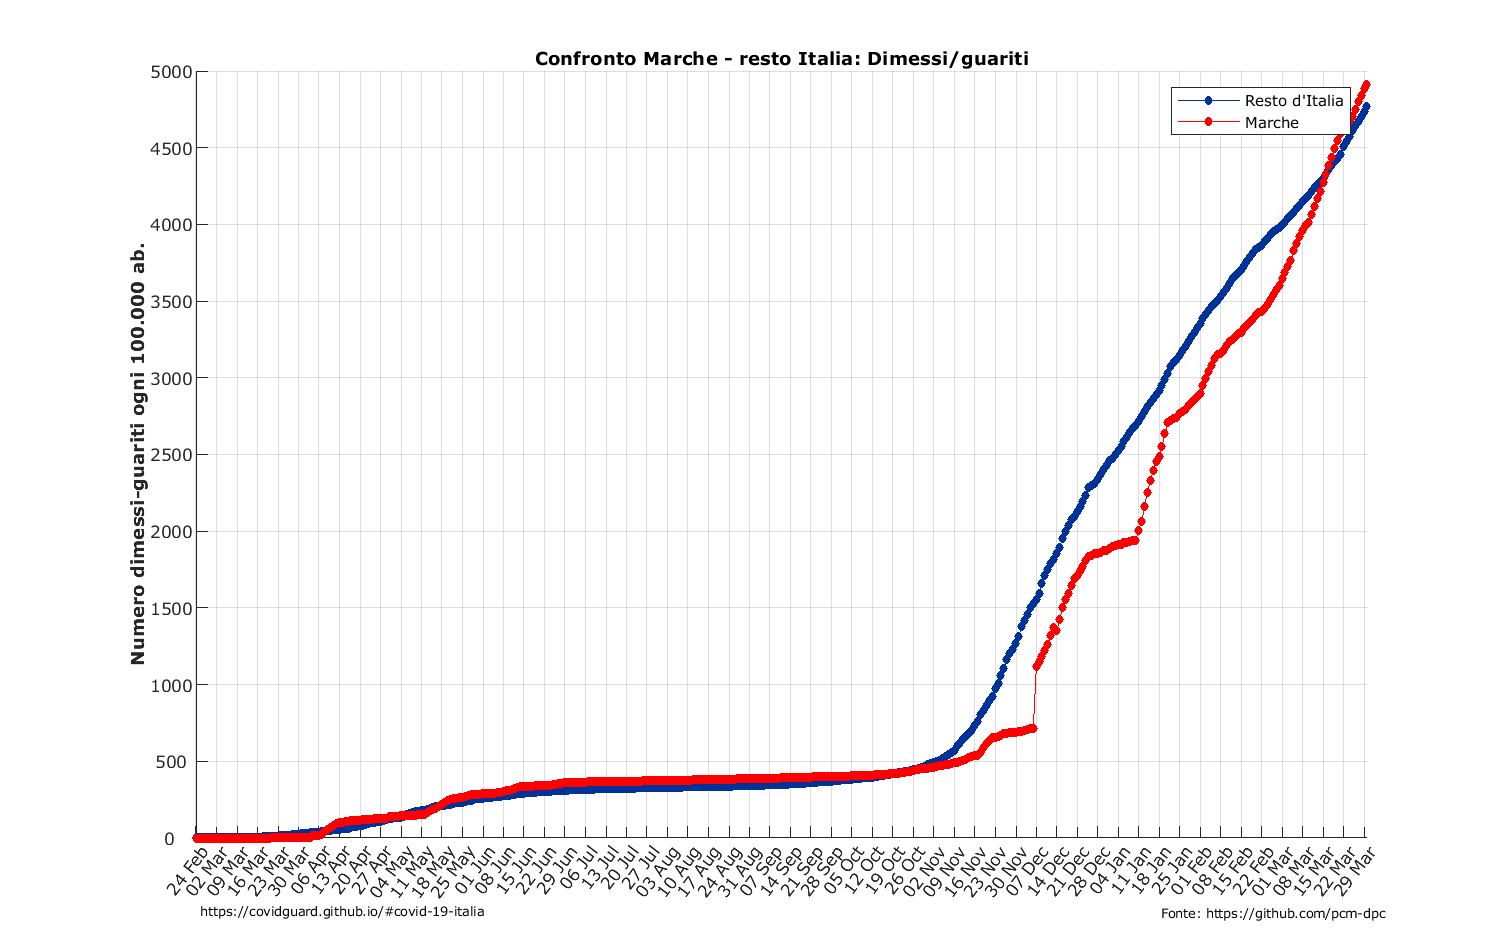 Confronto Marche - resto Italia: Dimessi/guariti
Resto d'Italia
Marche
Numero dimessi-guariti ogni 100.000 ab.
5000
4500
4000
3500
3000
2500
2000
1500
1000
500
0
24 Feb
02 Mar
09 Mar
16 Mar
23 Mar
30 Mar
06 Apr
13 Apr
20 Apr
27 Apr
04 May
11 May
18 May
25 May
01 Jun
08 Jun
15 Jun
22 Jun
29 Jun
06 Jul
13 Jul
20 Jul
27 Jul
03 Aug
10 Aug
17 Aug
24 Aug
31 Aug
07 Sep
14 Sep
21 Sep
28 Sep
05 Oct
12 Oct
19 Oct
26 Oct
02 Nov
09 Nov
16 Nov
23 Nov
30 Nov
07 Dec
14 Dec
21 Dec
28 Dec
04 Jan
11 Jan
18 Jan
25 Jan
01 Feb
08 Feb
15 Feb
22 Feb
01 Mar
08 Mar
15 Mar
22 Mar
29 Mar
https://covidguard.github.io/#covid-19-italia
Fonte: https://github.com/pcm-dpc